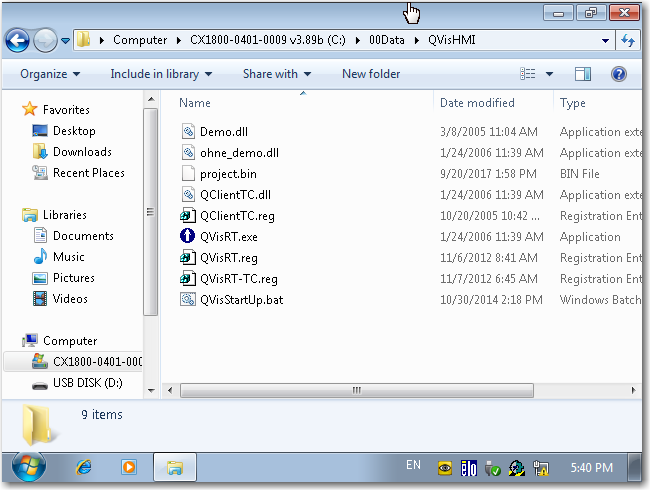 Computer ▸ CX1800-0401-0009 v3.89b (C:) ▸ 00Data ▸ QVisHMI
Organize Include in library Share with New folder
Name Date modified Type
Favorites
Desktop
Downloads
Recent Places
Libraries
Documents
Music
Pictures
Videos
Computer
CX1800-0401-000
USB DISK (D:)
Demo.dll 3/8/2005 11:04 AM Application exte
ohne_demo.dll 1/24/2006 11:39 AM Application exte
project.bin 9/20/2017 1:58 PM BIN File
QClientTC.dll 1/24/2006 11:39 AM Application exte
QClientTC.reg 10/20/2005 10:42 ... Registration Ent
QVisRT.exe 1/24/2006 11:39 AM Application
QVisRT.reg 11/6/2012 8:41 AM Registration Ent
QVisRT-TC.reg 11/7/2012 6:45 AM Registration Ent
QVisStartUp.bat 10/30/2014 2:18 PM Windows Batch
9 items
EN 5:40 PM